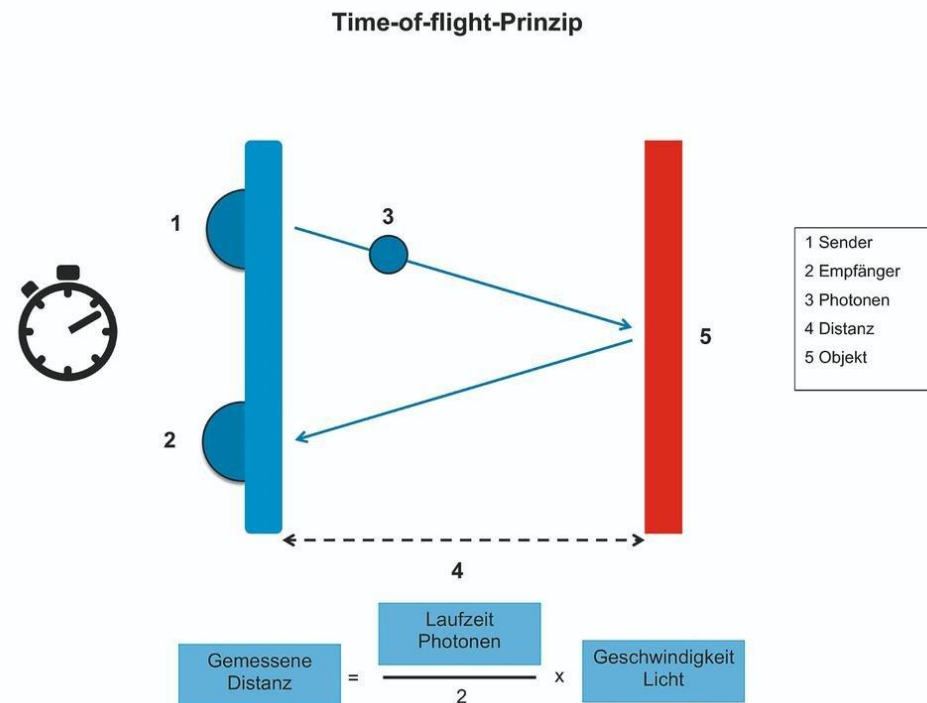 Time-of-flight-Prinzip
1
3
2
5
4
1 Sender
2 Empfänger
3 Photonen
4 Distanz
5 Objekt
Gemessene
Distanz
=
Laufzeit
Photonen
2
x
Geschwindigkeit
Licht